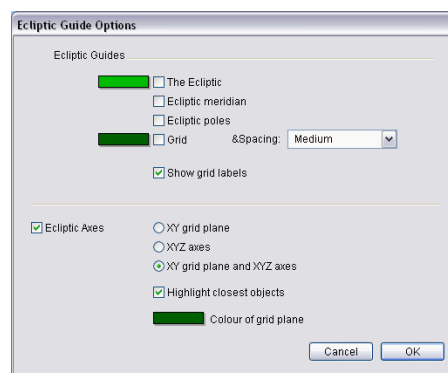 Ecliptic Guide Options
Ecliptic Guides
The Ecliptic
Ecliptic meridian
Ecliptic poles
Grid &Spacing: Medium
Show grid labels
Ecliptic Axes XY grid plane
XYZ axes
XY grid plane and XYZ axes
Highlight closest objects
Colour of grid plane
Cancel OK